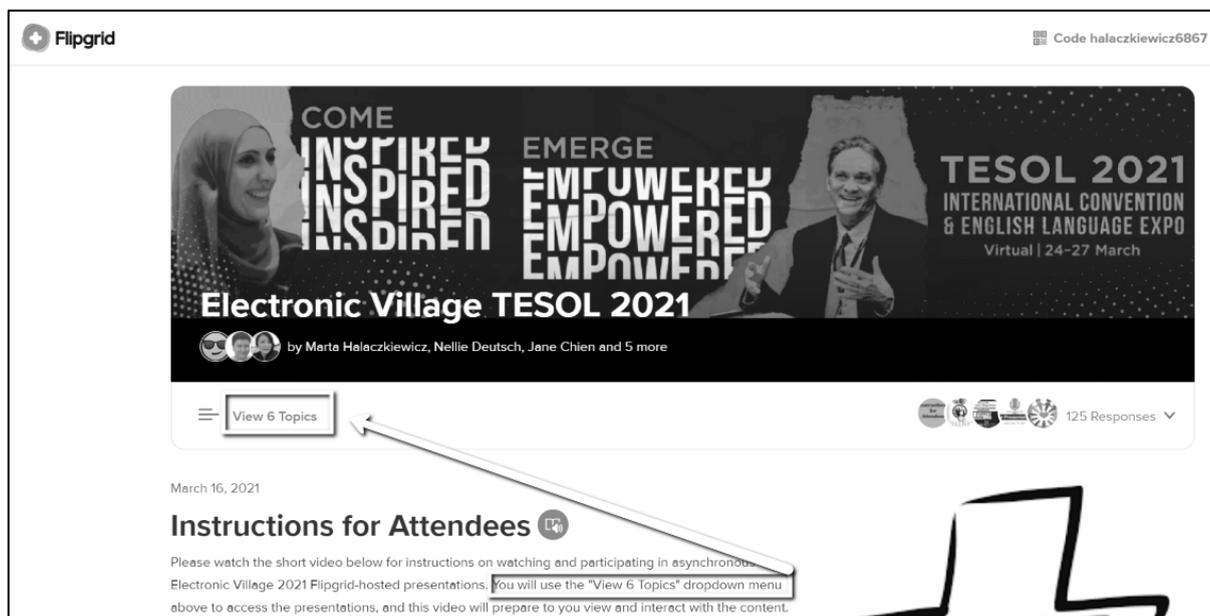 Flipgrid
Code halaczkiewicz6867
COME
INSPIRED
INSPIRED
INSPIRED
EMERGE
EMPOWERED
EMPOWERED
EMPOWERED
TESOL 2021
INTERNATIONAL CONVENTION
& ENGLISH LANGUAGE EXPO
Virtual | 24–27 March
Electronic Village TESOL 2021
by Marta Halaczkiewicz, Nellie Deutsch, Jane Chien and 5 more
View 6 Topics
125 Responses
March 16, 2021
Instructions for Attendees
Please watch the short video below for instructions on watching and participating in asynchronous
Electronic Village 2021 Flipgrid-hosted presentations. You will use the "View 6 Topics" dropdown menu
above to access the presentations, and this video will prepare to you view and interact with the content.